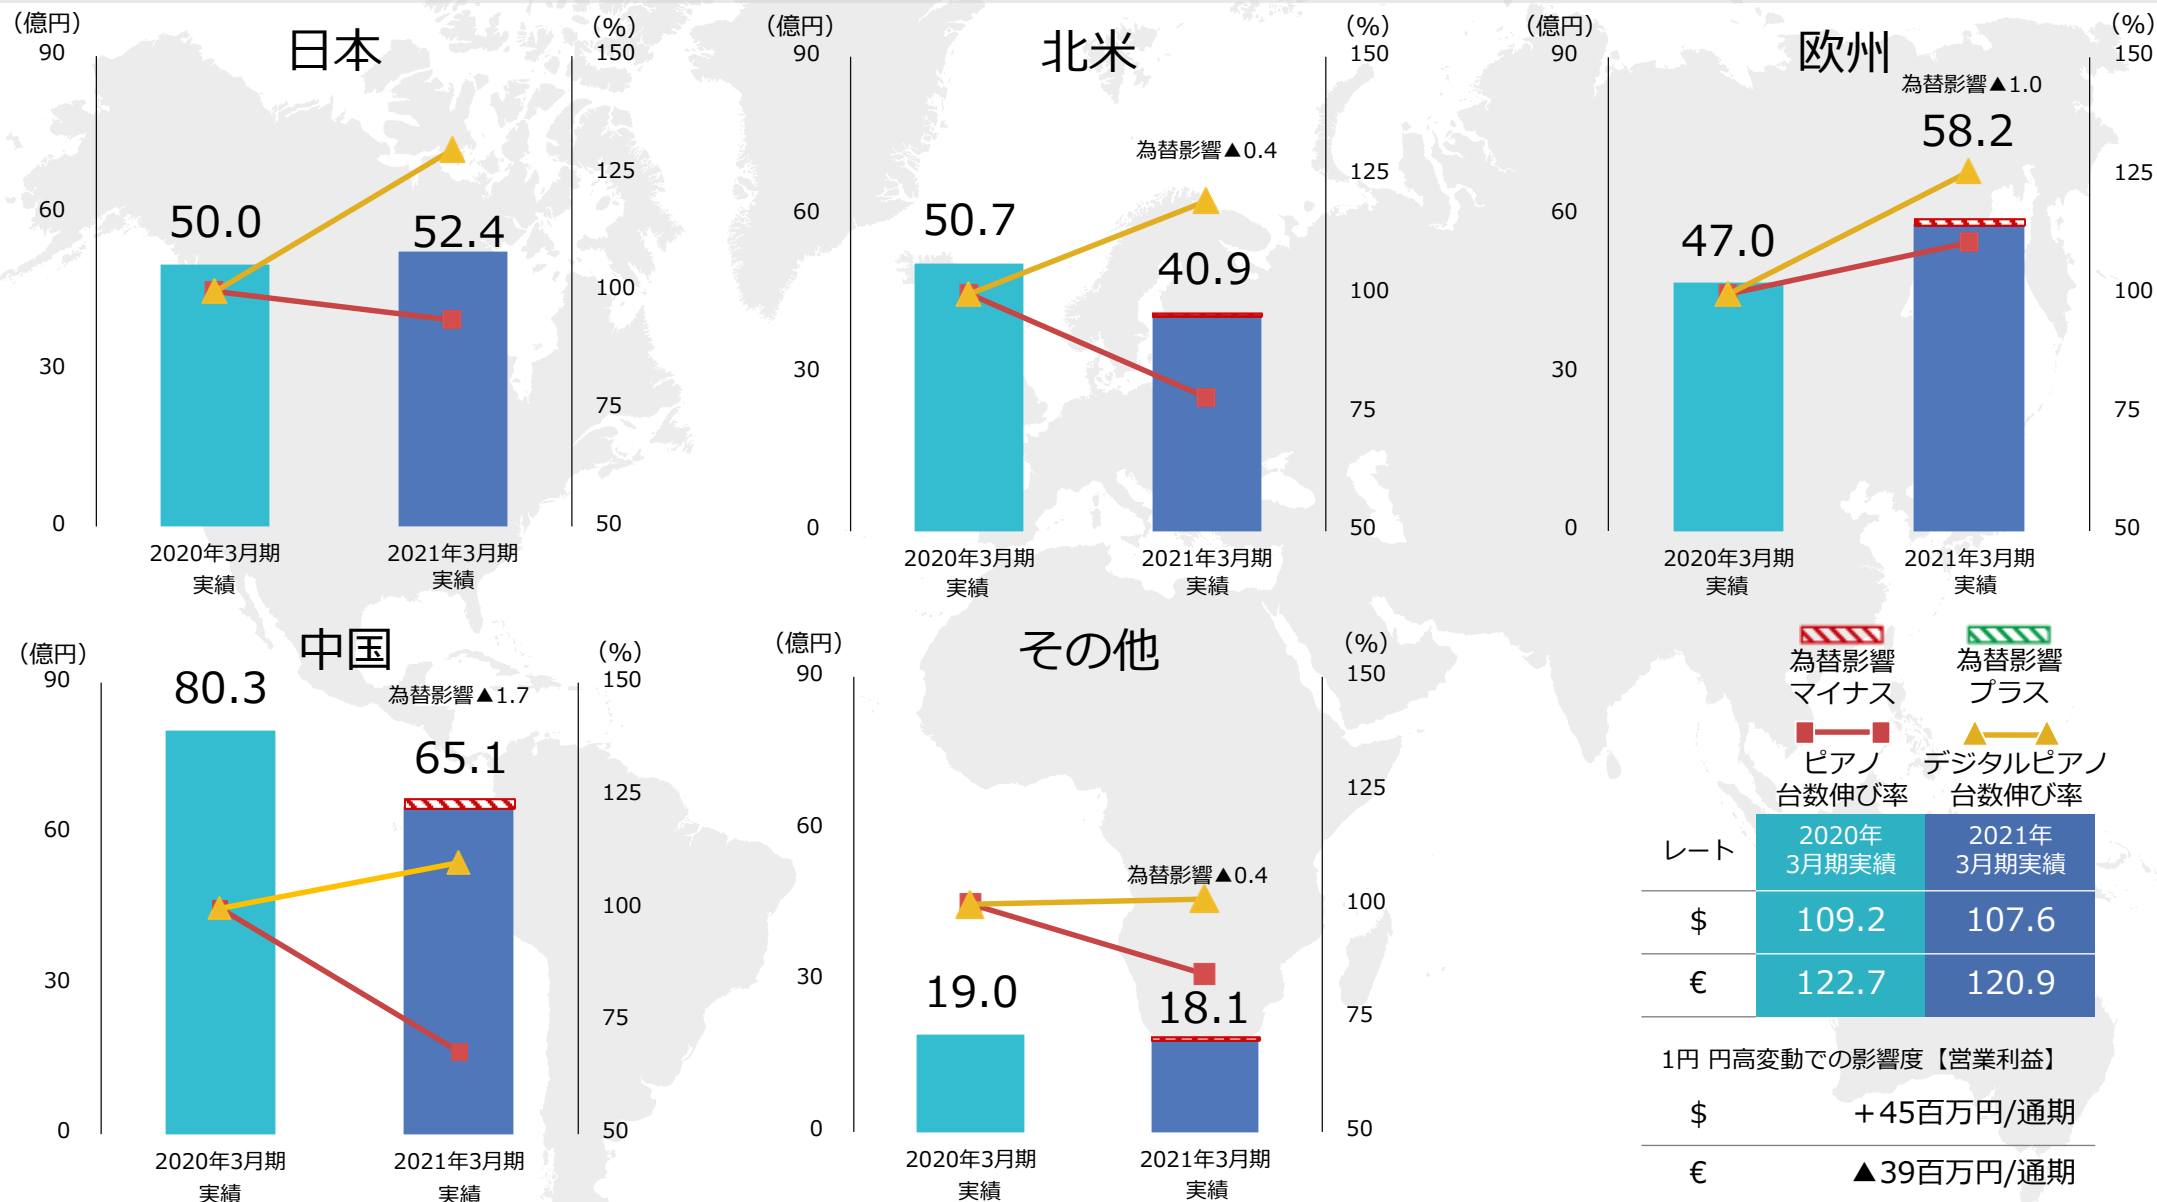 日本
(億円)
(%)
90
60
30
0
150
125
100
75
50
50.0
52.4
2020年3月期
実績
2021年3月期
実績
北米
(億円)
(%)
90
60
30
0
150
125
100
75
50
為替影響▲0.4
50.7
40.9
2020年3月期
実績
2021年3月期
実績
欧州
(億円)
(%)
90
60
30
0
150
125
100
75
50
為替影響▲1.0
47.0
58.2
2020年3月期
実績
2021年3月期
実績
中国
(億円)
(%)
90
60
30
0
150
125
100
75
50
為替影響▲1.7
80.3
65.1
2020年3月期
実績
2021年3月期
実績
その他
(億円)
(%)
90
60
30
0
150
125
100
75
50
為替影響▲0.4
19.0
18.1
2020年3月期
実績
2021年3月期
実績
為替影響
マイナス
為替影響
プラス
ピアノ
台数伸び率
デジタルピアノ
台数伸び率
レート
2020年
3月期実績
2021年
3月期実績
$ 109.2 107.6
€ 122.7 120.9
1円 円高変動での影響度【営業利益】
$ +45百万円/通期
€ ▲39百万円/通期